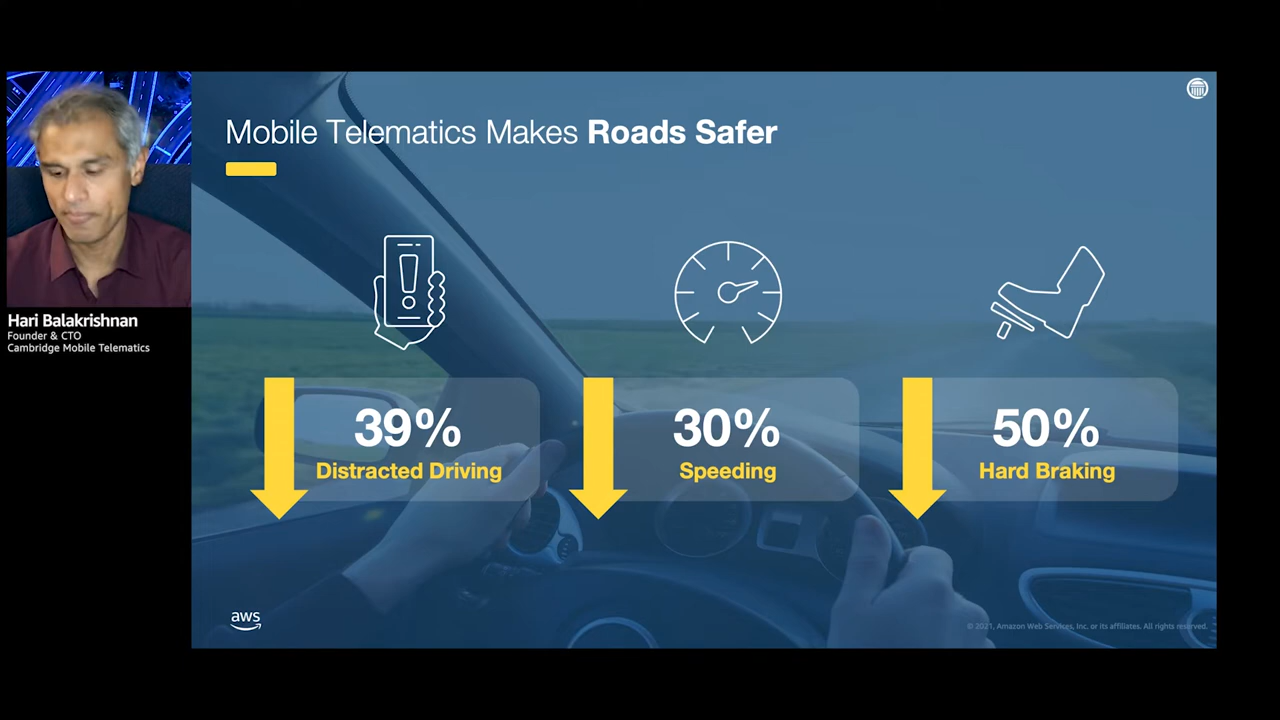 Mobile Telematics Makes Roads Safer
39%
Distracted Driving
30%
Speeding
50%
Hard Braking
Hari Balakrishnan
Founder & CTO
Cambridge Mobile Telematics
aws
© 2021, Amazon Web Services, Inc. or its affiliates. All rights reserved.